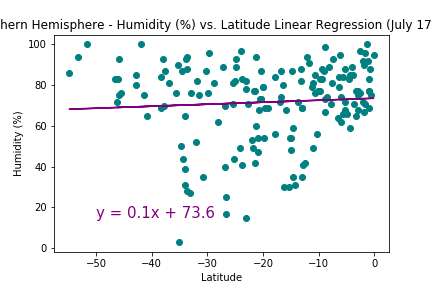 hern Hemisphere - Humidity (%) vs. Latitude Linear Regression (July 17
100
80
60
40
20
0
Humidity (%)
y = 0.1x + 73.6
−50 −40 −30 −20 −10 0
Latitude